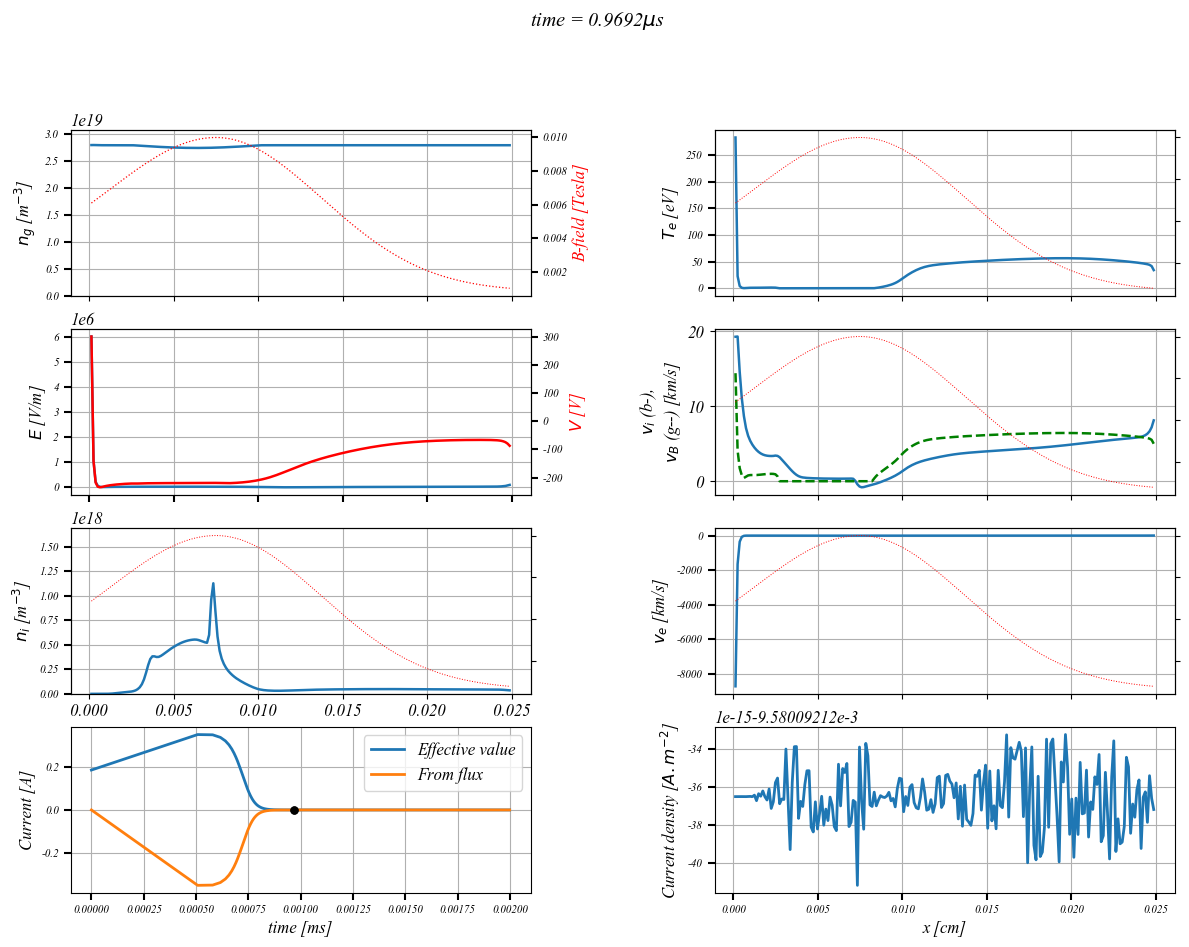 time = 0.9692μs
1e19
3.0
2.5
2.0
1.5
1.0
0.5
0.0
n_g [m⁻³]
0.010
0.008
0.006
0.004
0.002
B-field [Tesla]
250
200
150
100
50
0
T_e [eV]
1e6
6
5
4
3
2
1
0
E [V/m]
300
200
100
0
-100
-200
V [V]
20
10
0
v_i (b-),
v_B (g--) [km/s]
1e18
1.50
1.25
1.00
0.75
0.50
0.25
0.00
n_i [m⁻³]
0.000 0.005 0.010 0.015 0.020 0.025
0
-2000
-4000
-6000
-8000
v_e [km/s]
0.2
0.0
-0.2
Current [A]
Effective value
From flux
0.00000 0.00025 0.00050 0.00075 0.00100 0.00125 0.00150 0.00175 0.00200
time [ms]
1e-15-9.58009212e-3
-34
-36
-38
-40
Current density [A.m⁻²]
0.000 0.005 0.010 0.015 0.020 0.025
x [cm]